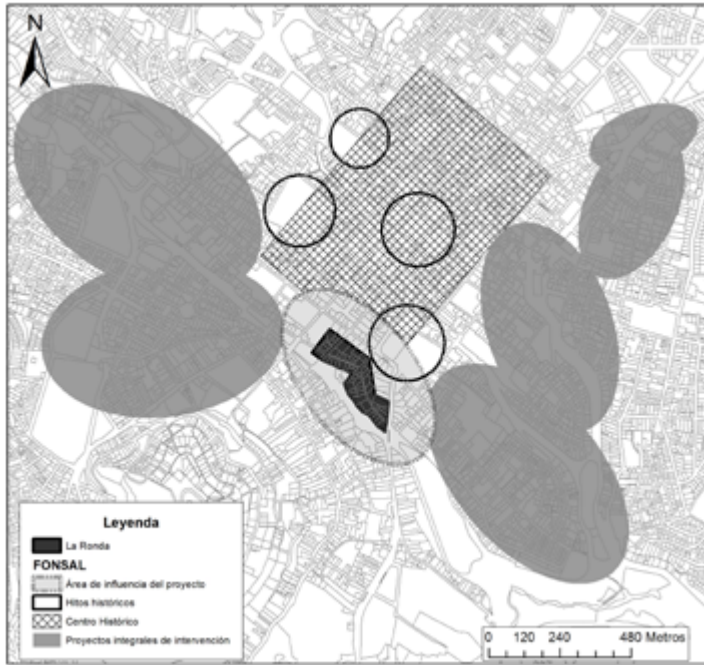 N
Leyenda
La Ronda
FONSAL
Área de influencia del proyecto
Hitos históricos
Centro Histórico
Proyectos integrales de intervención
0 120 240 480 Metros